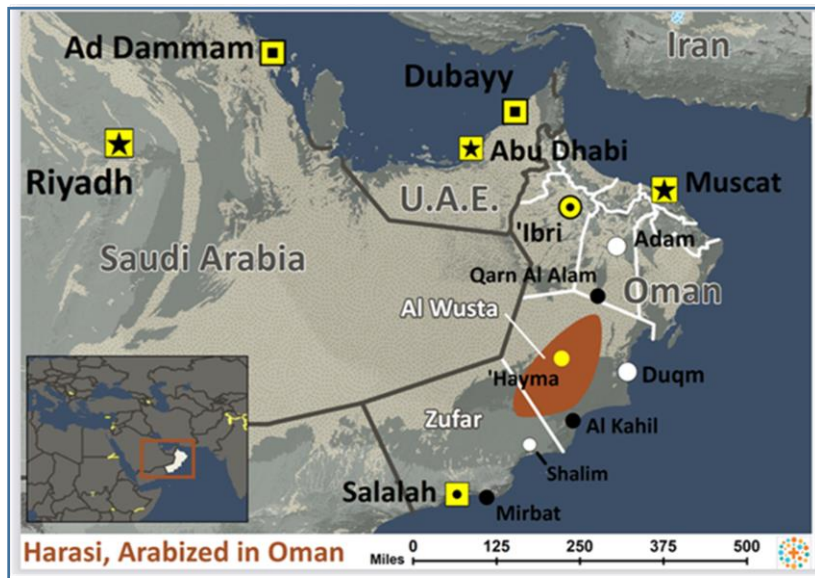 Ad Dammam
Iran
Dubayy
Abu Dhabi
Riyadh
Muscat
U.A.E.
'Ibri
Adam
Saudi Arabia
Qarn Al Alam
Oman
Al Wusta
'Hayma
Duqm
Zufar
Al Kahil
Shalim
Salalah
Mirbat
Harasi, Arabized in Oman
Miles 0 125 250 375 500